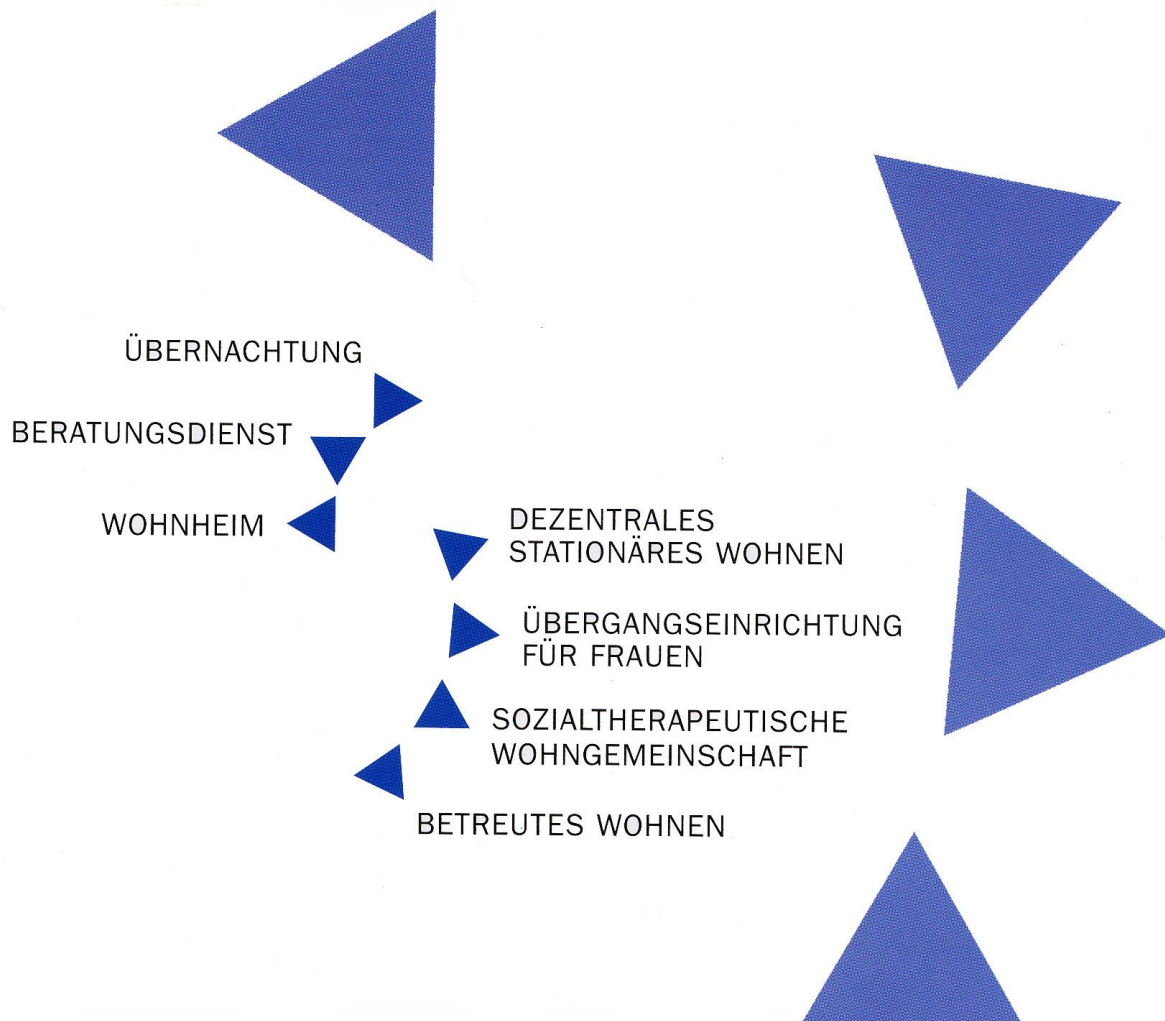 ÜBERNACHTUNG
BERATUNGSDIENST
WOHNHEIM
DEZENTRALES
STATIONÄRES WOHNEN
ÜBERGANGSEINRICHTUNG
FÜR FRAUEN
SOZIALTHERAPEUTISCHE
WOHNGEMEINSCHAFT
BETREUTES WOHNEN